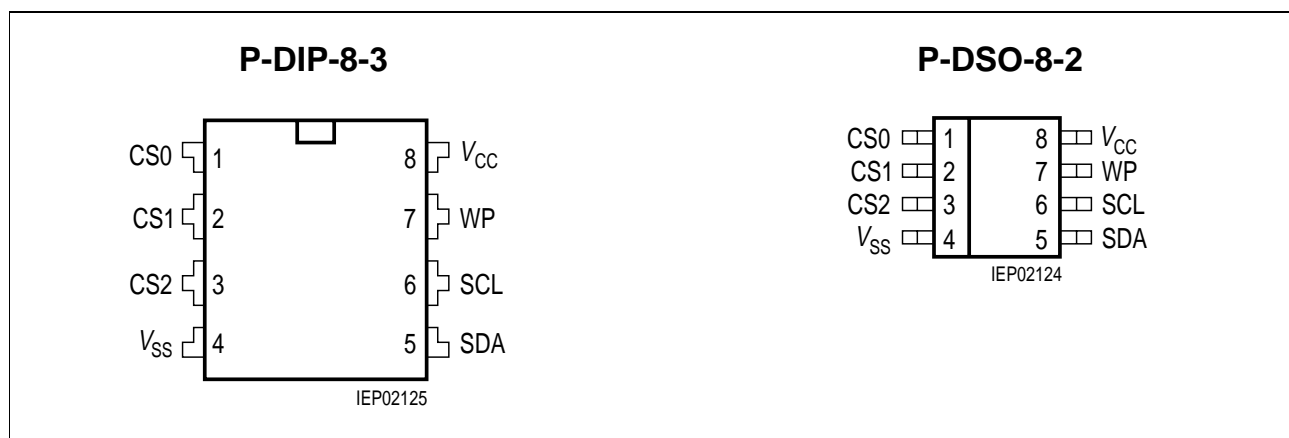 P-DIP-8-3
CS0 1 8 VCC
CS1 2 7 WP
CS2 3 6 SCL
VSS 4 5 SDA
IEP02125
P-DSO-8-2
CS0 1 8 VCC
CS1 2 7 WP
CS2 3 6 SCL
VSS 4 5 SDA
IEP02124